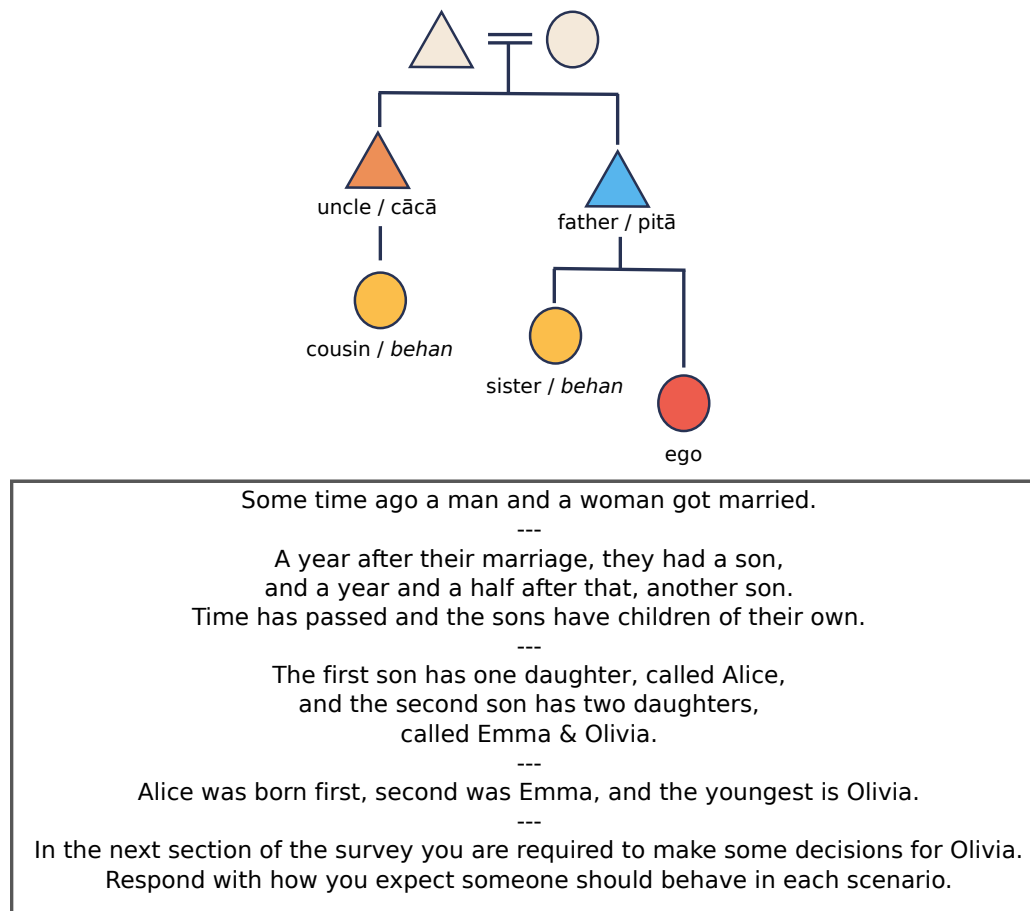 uncle / cācā
father / pitā
cousin / behan
sister / behan
ego
Some time ago a man and a woman got married.
---
A year after their marriage, they had a son,
and a year and a half after that, another son.
Time has passed and the sons have children of their own.
---
The first son has one daughter, called Alice,
and the second son has two daughters,
called Emma & Olivia.
---
Alice was born first, second was Emma, and the youngest is Olivia.
---
In the next section of the survey you are required to make some decisions for Olivia.
Respond with how you expect someone should behave in each scenario.